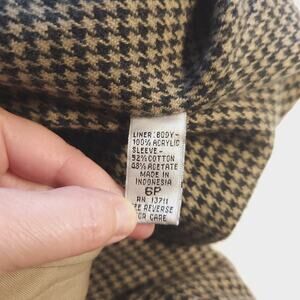 LINER: BODY-
100% ACRYLIC
SLEEVE-
52% COTTON
48% ACETATE
MADE IN
INDONESIA
6P
RN 13711
SEE REVERSE
FOR CARE